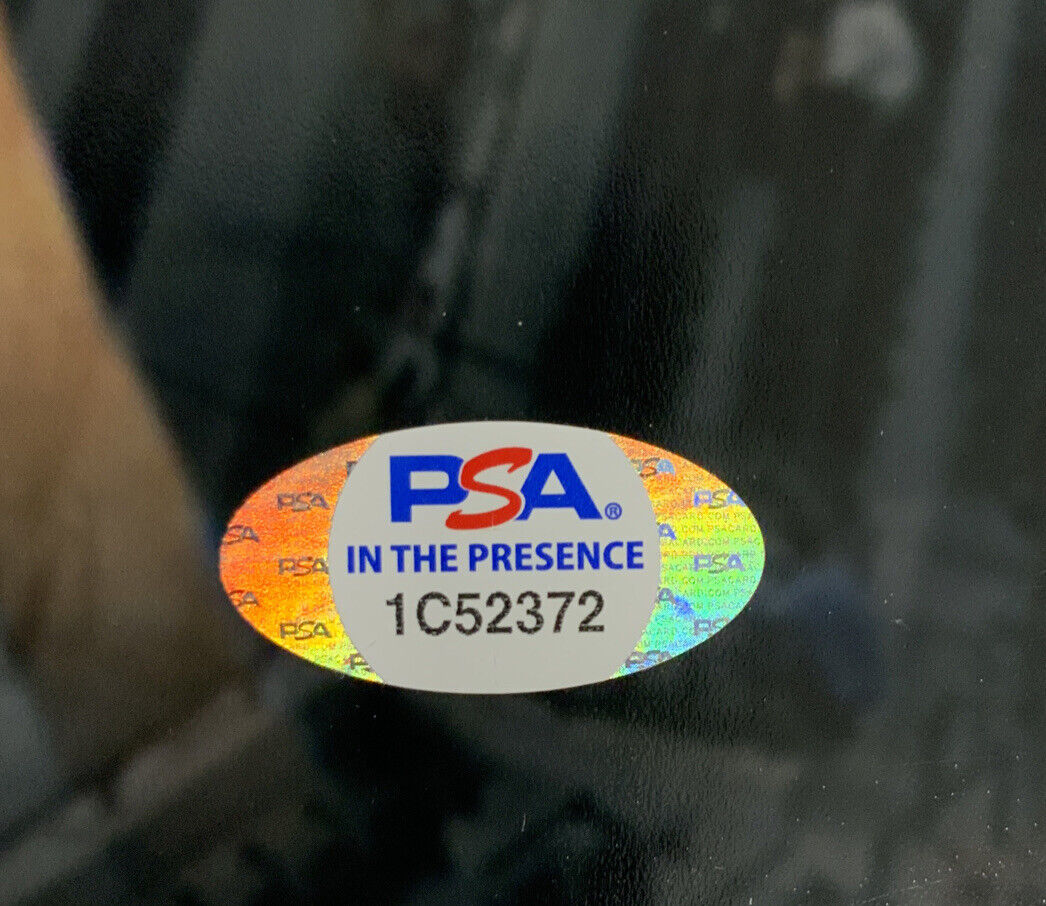 PSA®
IN THE PRESENCE
1C52372